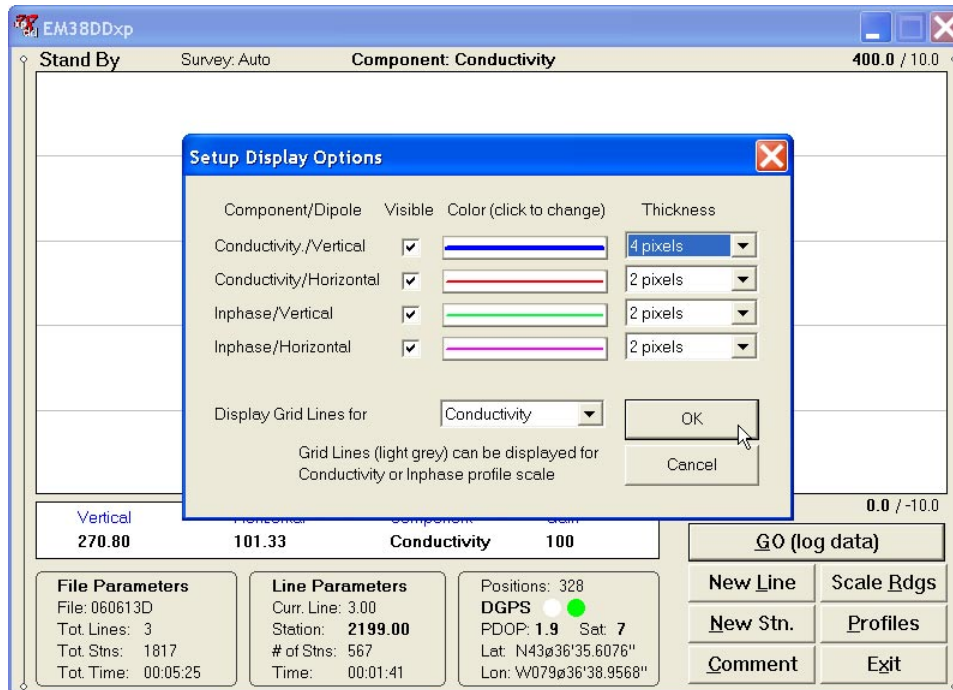 EM38DDxp
Stand By Survey: Auto Component: Conductivity 400.0 / 10.0
Setup Display Options
Component/Dipole Visible Color (click to change) Thickness
Conductivity./Vertical 4 pixels
Conductivity/Horizontal 2 pixels
Inphase/Vertical 2 pixels
Inphase/Horizontal 2 pixels
Display Grid Lines for Conductivity OK
Grid Lines (light grey) can be displayed for
Conductivity or Inphase profile scale
Cancel
0.0 / -10.0
Vertical
270.80 101.33 Conductivity 100
GO (log data)
File Parameters
File: 060613D
Tot. Lines: 3
Tot. Stns: 1817
Tot. Time: 00:05:25
Line Parameters
Curr. Line: 3.00
Station: 2199.00
# of Stns: 567
Time: 00:01:41
Positions: 328
DGPS
PDOP: 1.9 Sat: 7
Lat: N43ø36'35.6076"
Lon: W079ø36'38.9568"
New Line Scale Rdgs
New Stn. Profiles
Comment Exit